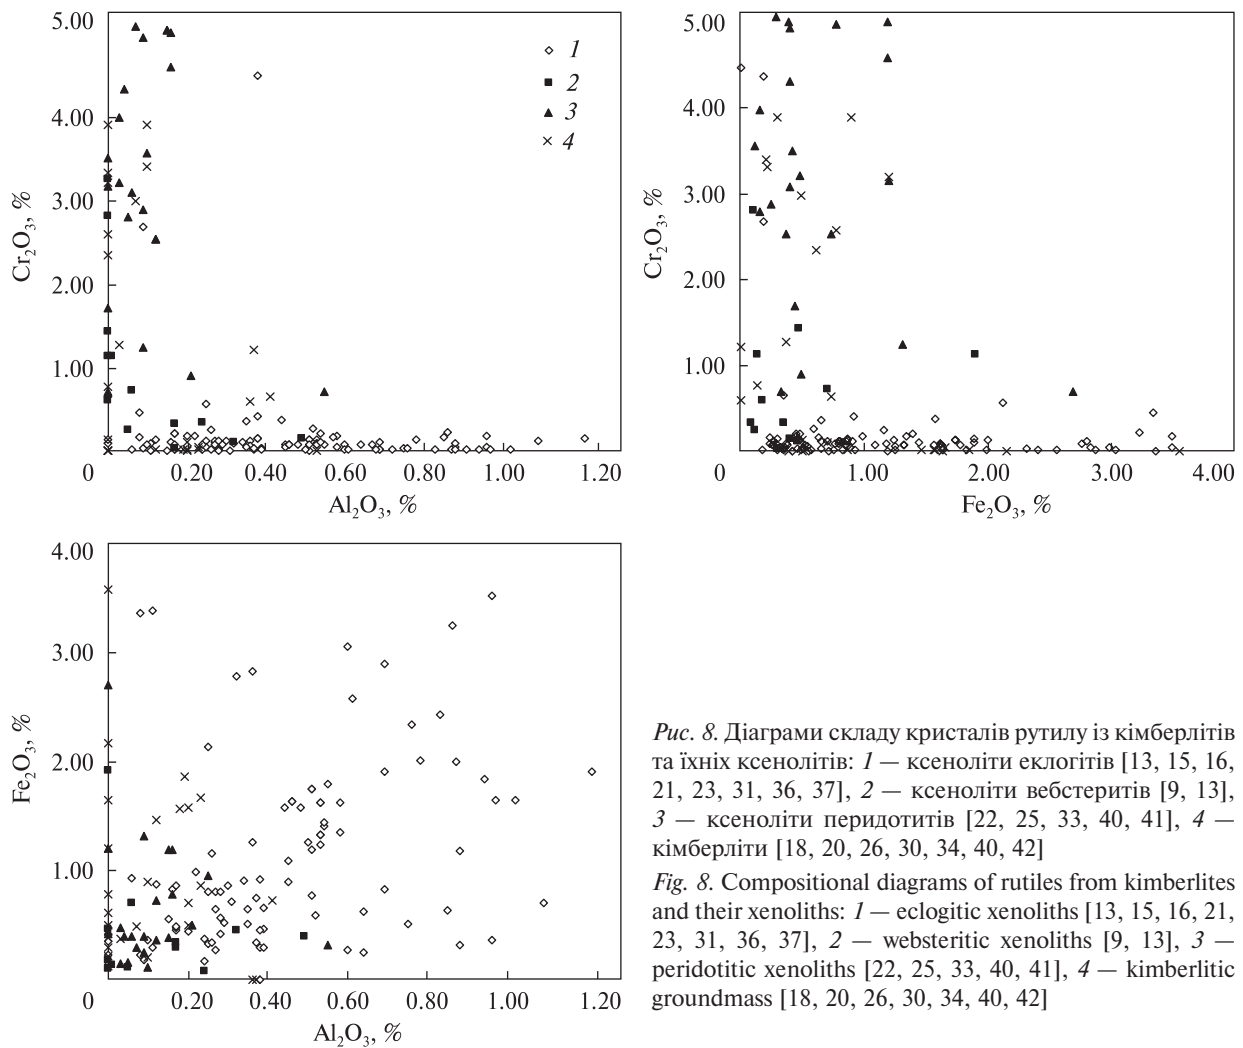 5.00
4.00
3.00
2.00
1.00
0
Cr₂O₃, %
0.20
0.40
0.60
0.80
1.00
1.20
Al₂O₃, %
1
2
3
4
5.00
4.00
3.00
2.00
1.00
0
Cr₂O₃, %
1.00
2.00
3.00
4.00
Fe₂O₃, %
4.00
3.00
2.00
1.00
0
Fe₂O₃, %
0.20
0.40
0.60
0.80
1.00
1.20
Al₂O₃, %
Рис. 8. Діаграми складу кристалів рутилу із кімберлітів
та їхніх ксенолітів: 1 — ксеноліти еклогітів [13, 15, 16,
21, 23, 31, 36, 37], 2 — ксеноліти вебстеритів [9, 13],
3 — ксеноліти перидотитів [22, 25, 33, 40, 41], 4 —
кімберліти [18, 20, 26, 30, 34, 40, 42]
Fig. 8. Compositional diagrams of rutiles from kimberlites
and their xenoliths: 1 — eclogitic xenoliths [13, 15, 16, 21,
23, 31, 36, 37], 2 — websteritic xenoliths [9, 13], 3 —
peridotitic xenoliths [22, 25, 33, 40, 41], 4 — kimberlitic
groundmass [18, 20, 26, 30, 34, 40, 42]